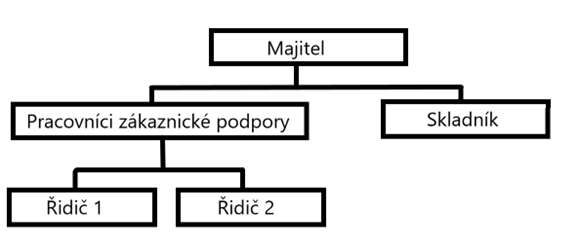 Majitel
Pracovníci zákaznické podpory
Skladník
Řidič 1
Řidič 2